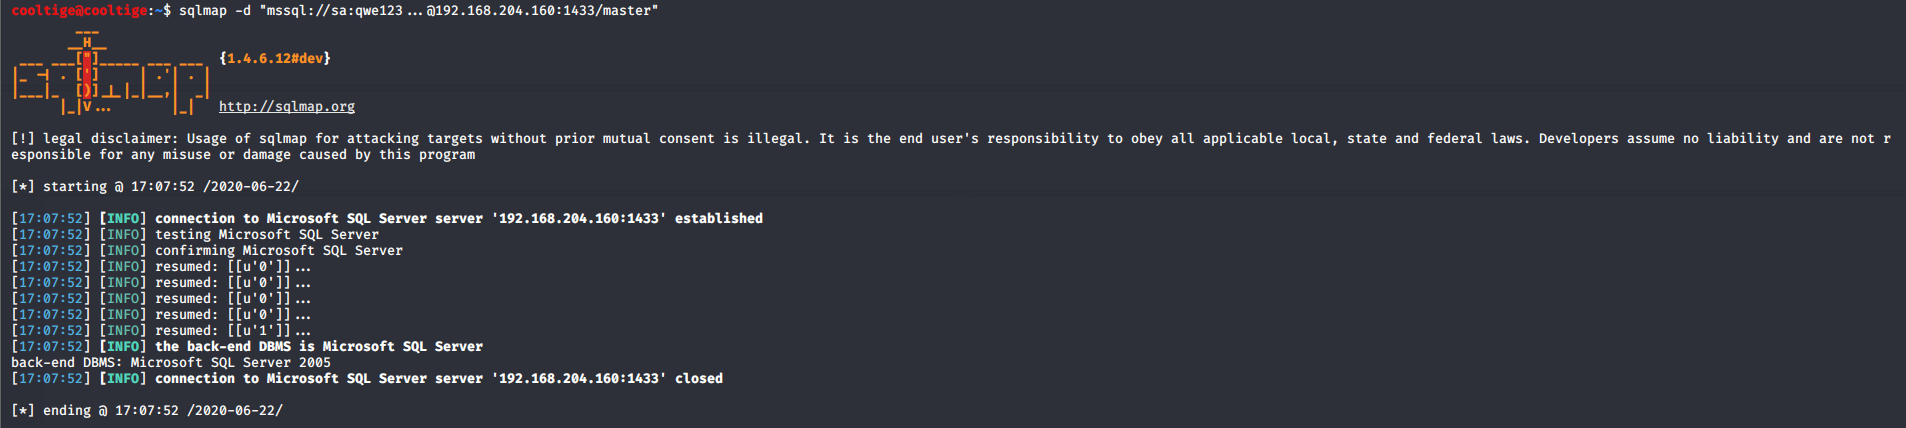 cooltige@cooltige:~$ sqlmap -d "mssql://sa:qwe123...@192.168.204.160:1433/master"
        ___
       __H__
 ___ ___["]_____ ___ ___  {1.4.6.12#dev}
|_ -| . [']     | .'| . |
|___|_  [)]_|_|_|__,|  _|
      |_|V...       |_|   http://sqlmap.org
[!] legal disclaimer: Usage of sqlmap for attacking targets without prior mutual consent is illegal. It is the end user's responsibility to obey all applicable local, state and federal laws. Developers assume no liability and are not r
esponsible for any misuse or damage caused by this program
[*] starting @ 17:07:52 /2020-06-22/
[17:07:52] [INFO] connection to Microsoft SQL Server server '192.168.204.160:1433' established
[17:07:52] [INFO] testing Microsoft SQL Server
[17:07:52] [INFO] confirming Microsoft SQL Server
[17:07:52] [INFO] resumed: [[u'0']]...
[17:07:52] [INFO] resumed: [[u'0']]...
[17:07:52] [INFO] resumed: [[u'0']]...
[17:07:52] [INFO] resumed: [[u'0']]...
[17:07:52] [INFO] resumed: [[u'1']]...
[17:07:52] [INFO] the back-end DBMS is Microsoft SQL Server
back-end DBMS: Microsoft SQL Server 2005
[17:07:52] [INFO] connection to Microsoft SQL Server server '192.168.204.160:1433' closed
[*] ending @ 17:07:52 /2020-06-22/